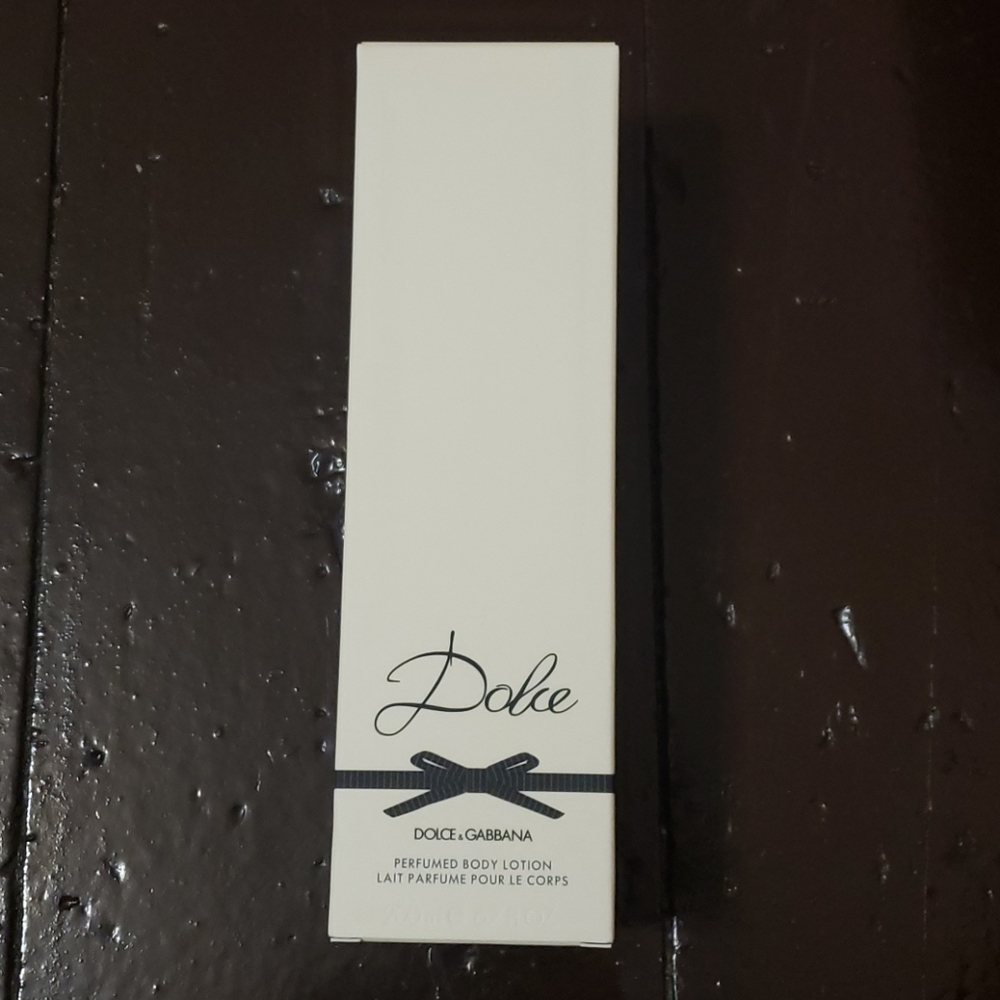 Dolce
DOLCE & GABBANA
PERFUMED BODY LOTION
LAIT PARFUME POUR LE CORPS